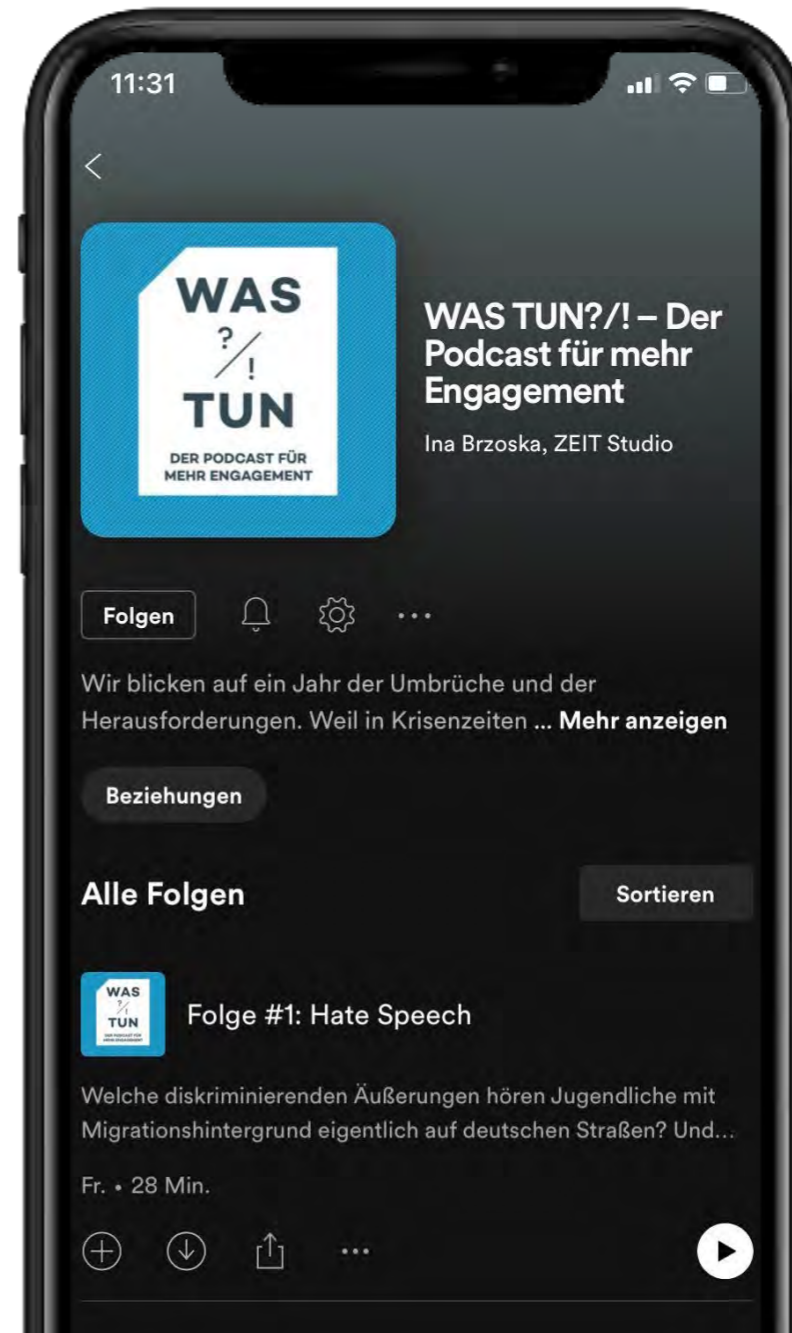 11:31
WAS
?/!
TUN
DER PODCAST FÜR
MEHR ENGAGEMENT
WAS TUN?/! – Der
Podcast für mehr
Engagement
Ina Brzoska, ZEIT Studio
Folgen
Wir blicken auf ein Jahr der Umbrüche und der
Herausforderungen. Weil in Krisenzeiten ... Mehr anzeigen
Beziehungen
Alle Folgen
Sortieren
WAS
?/!
TUN
Folge #1: Hate Speech
Welche diskriminierenden Äußerungen hören Jugendliche mit
Migrationshintergrund eigentlich auf deutschen Straßen? Und...
Fr. • 28 Min.